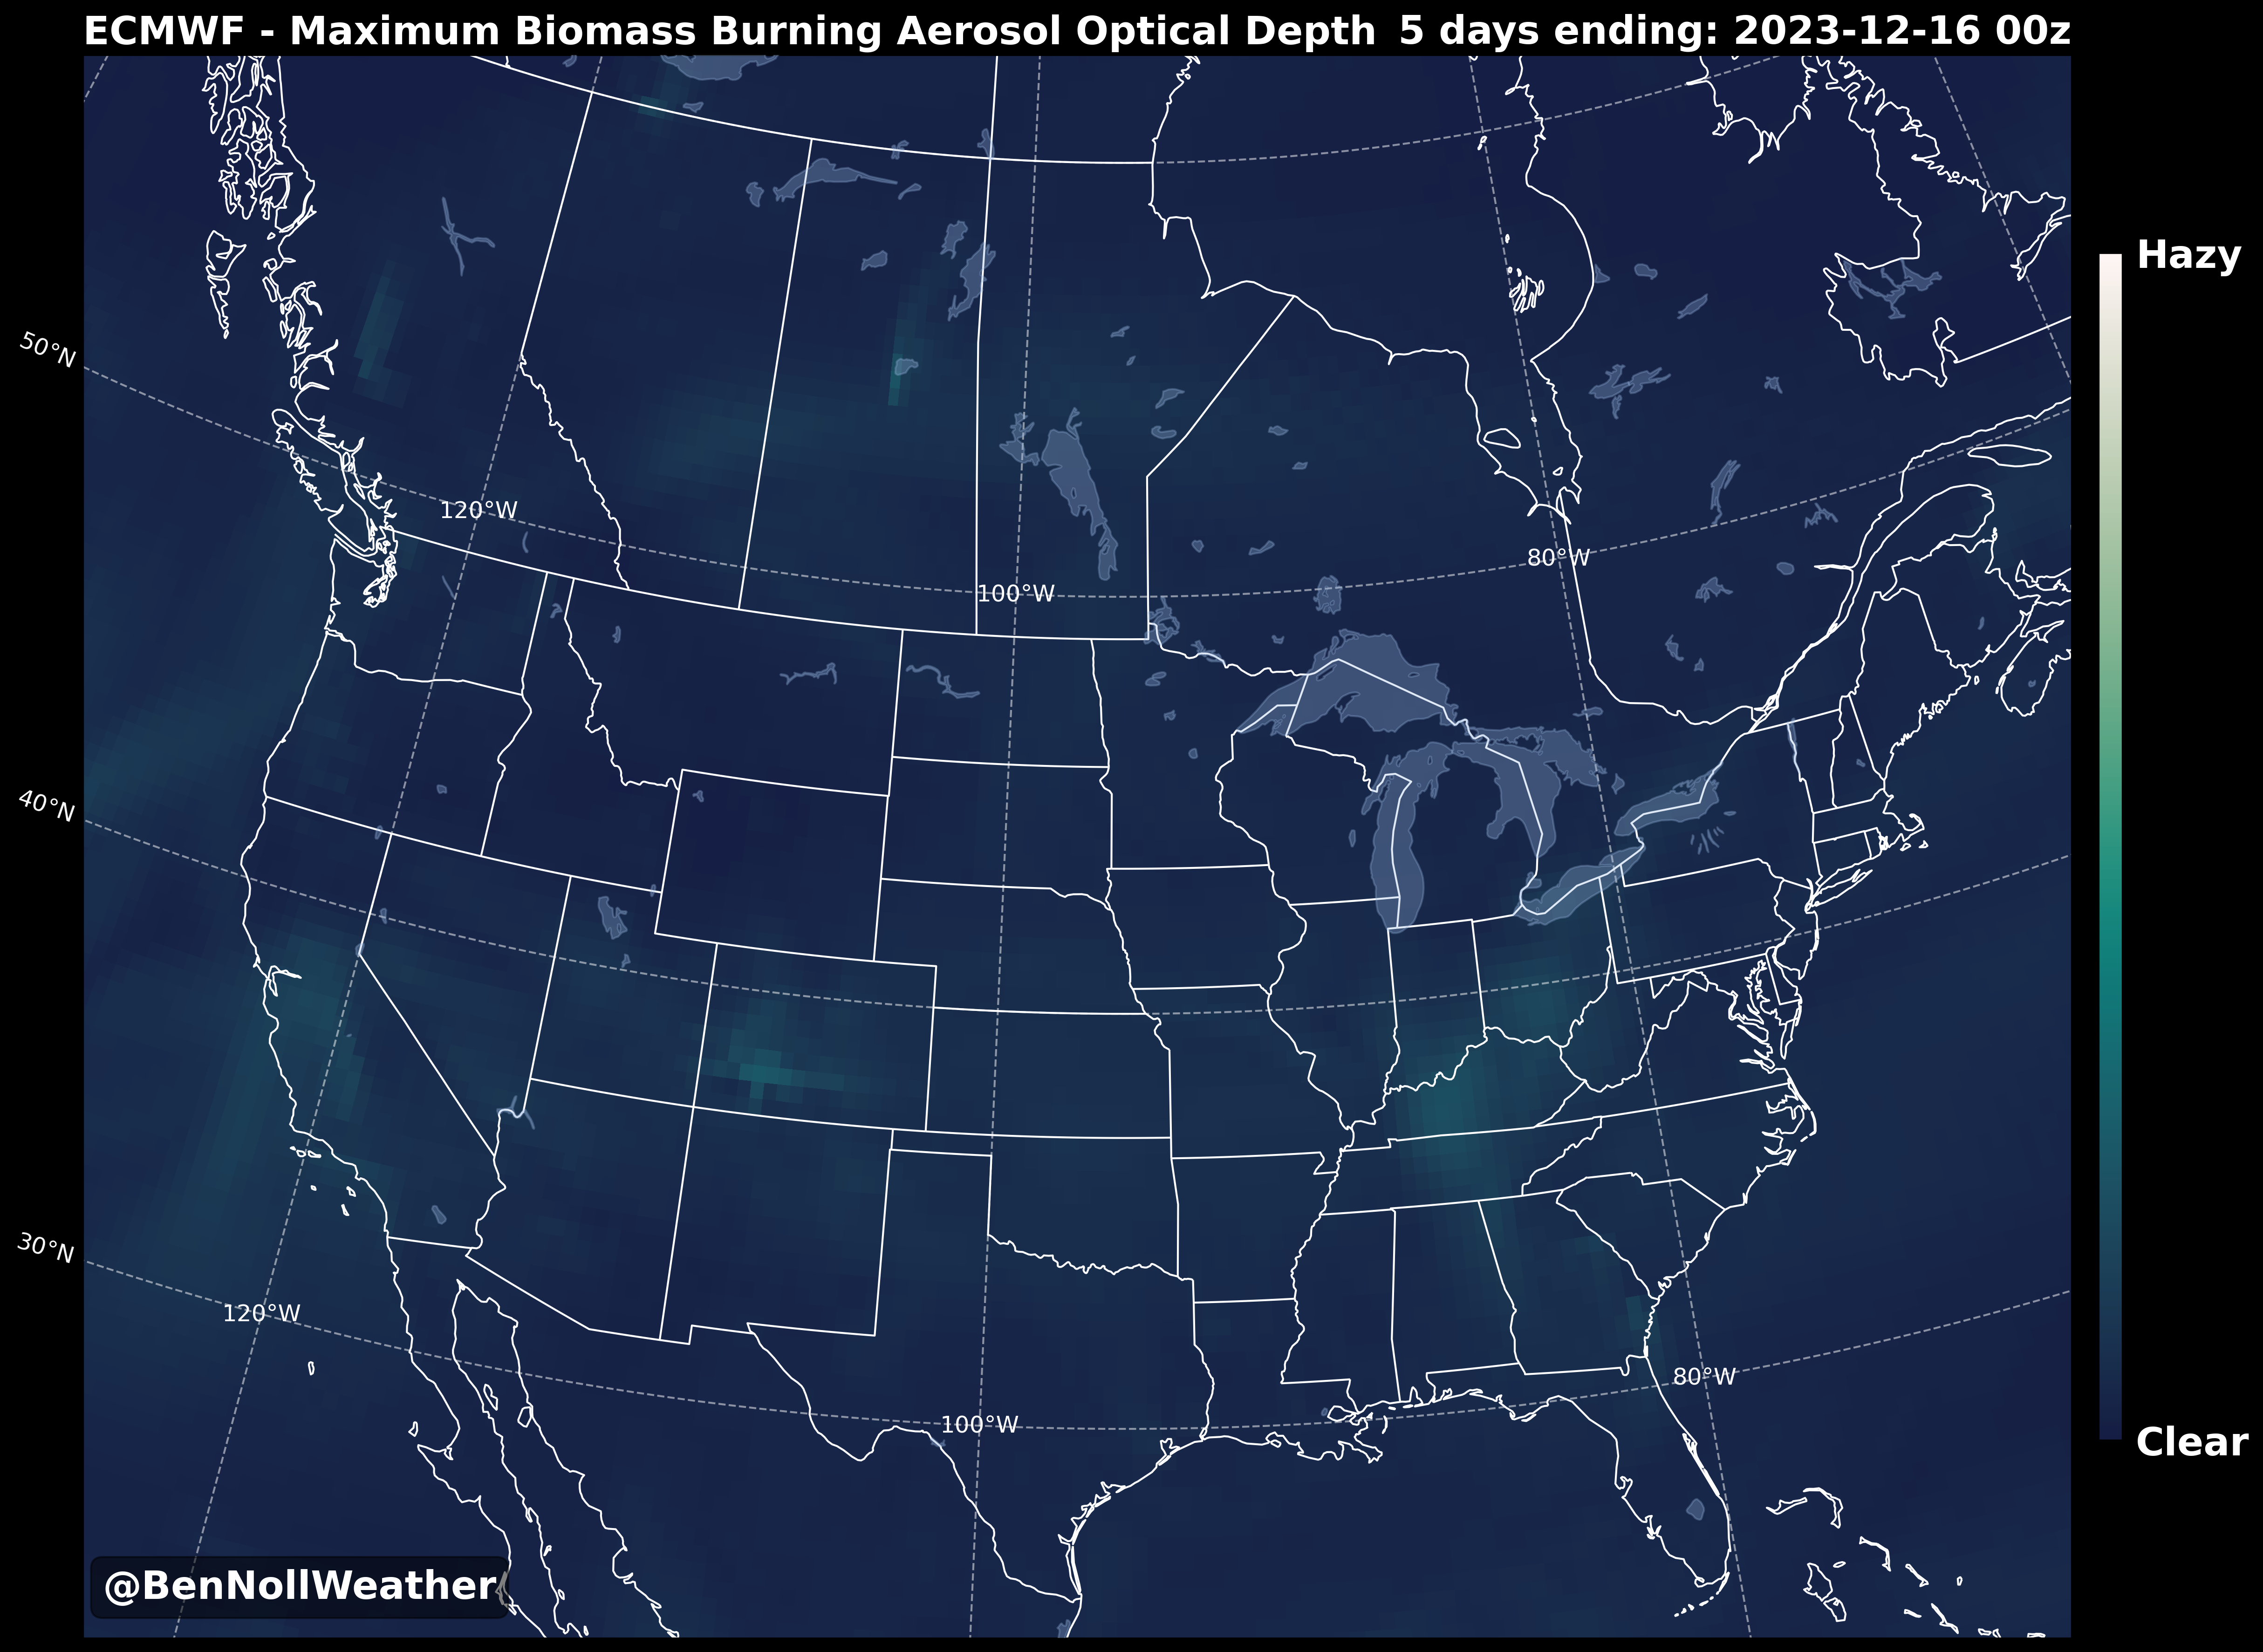 ECMWF - Maximum Biomass Burning Aerosol Optical Depth 5 days ending: 2023-12-16 00z
Hazy
50°N
120°W
80°W
100°W
40°N
30°N
120°W
80°W
100°W
Clear
@BenNollWeather